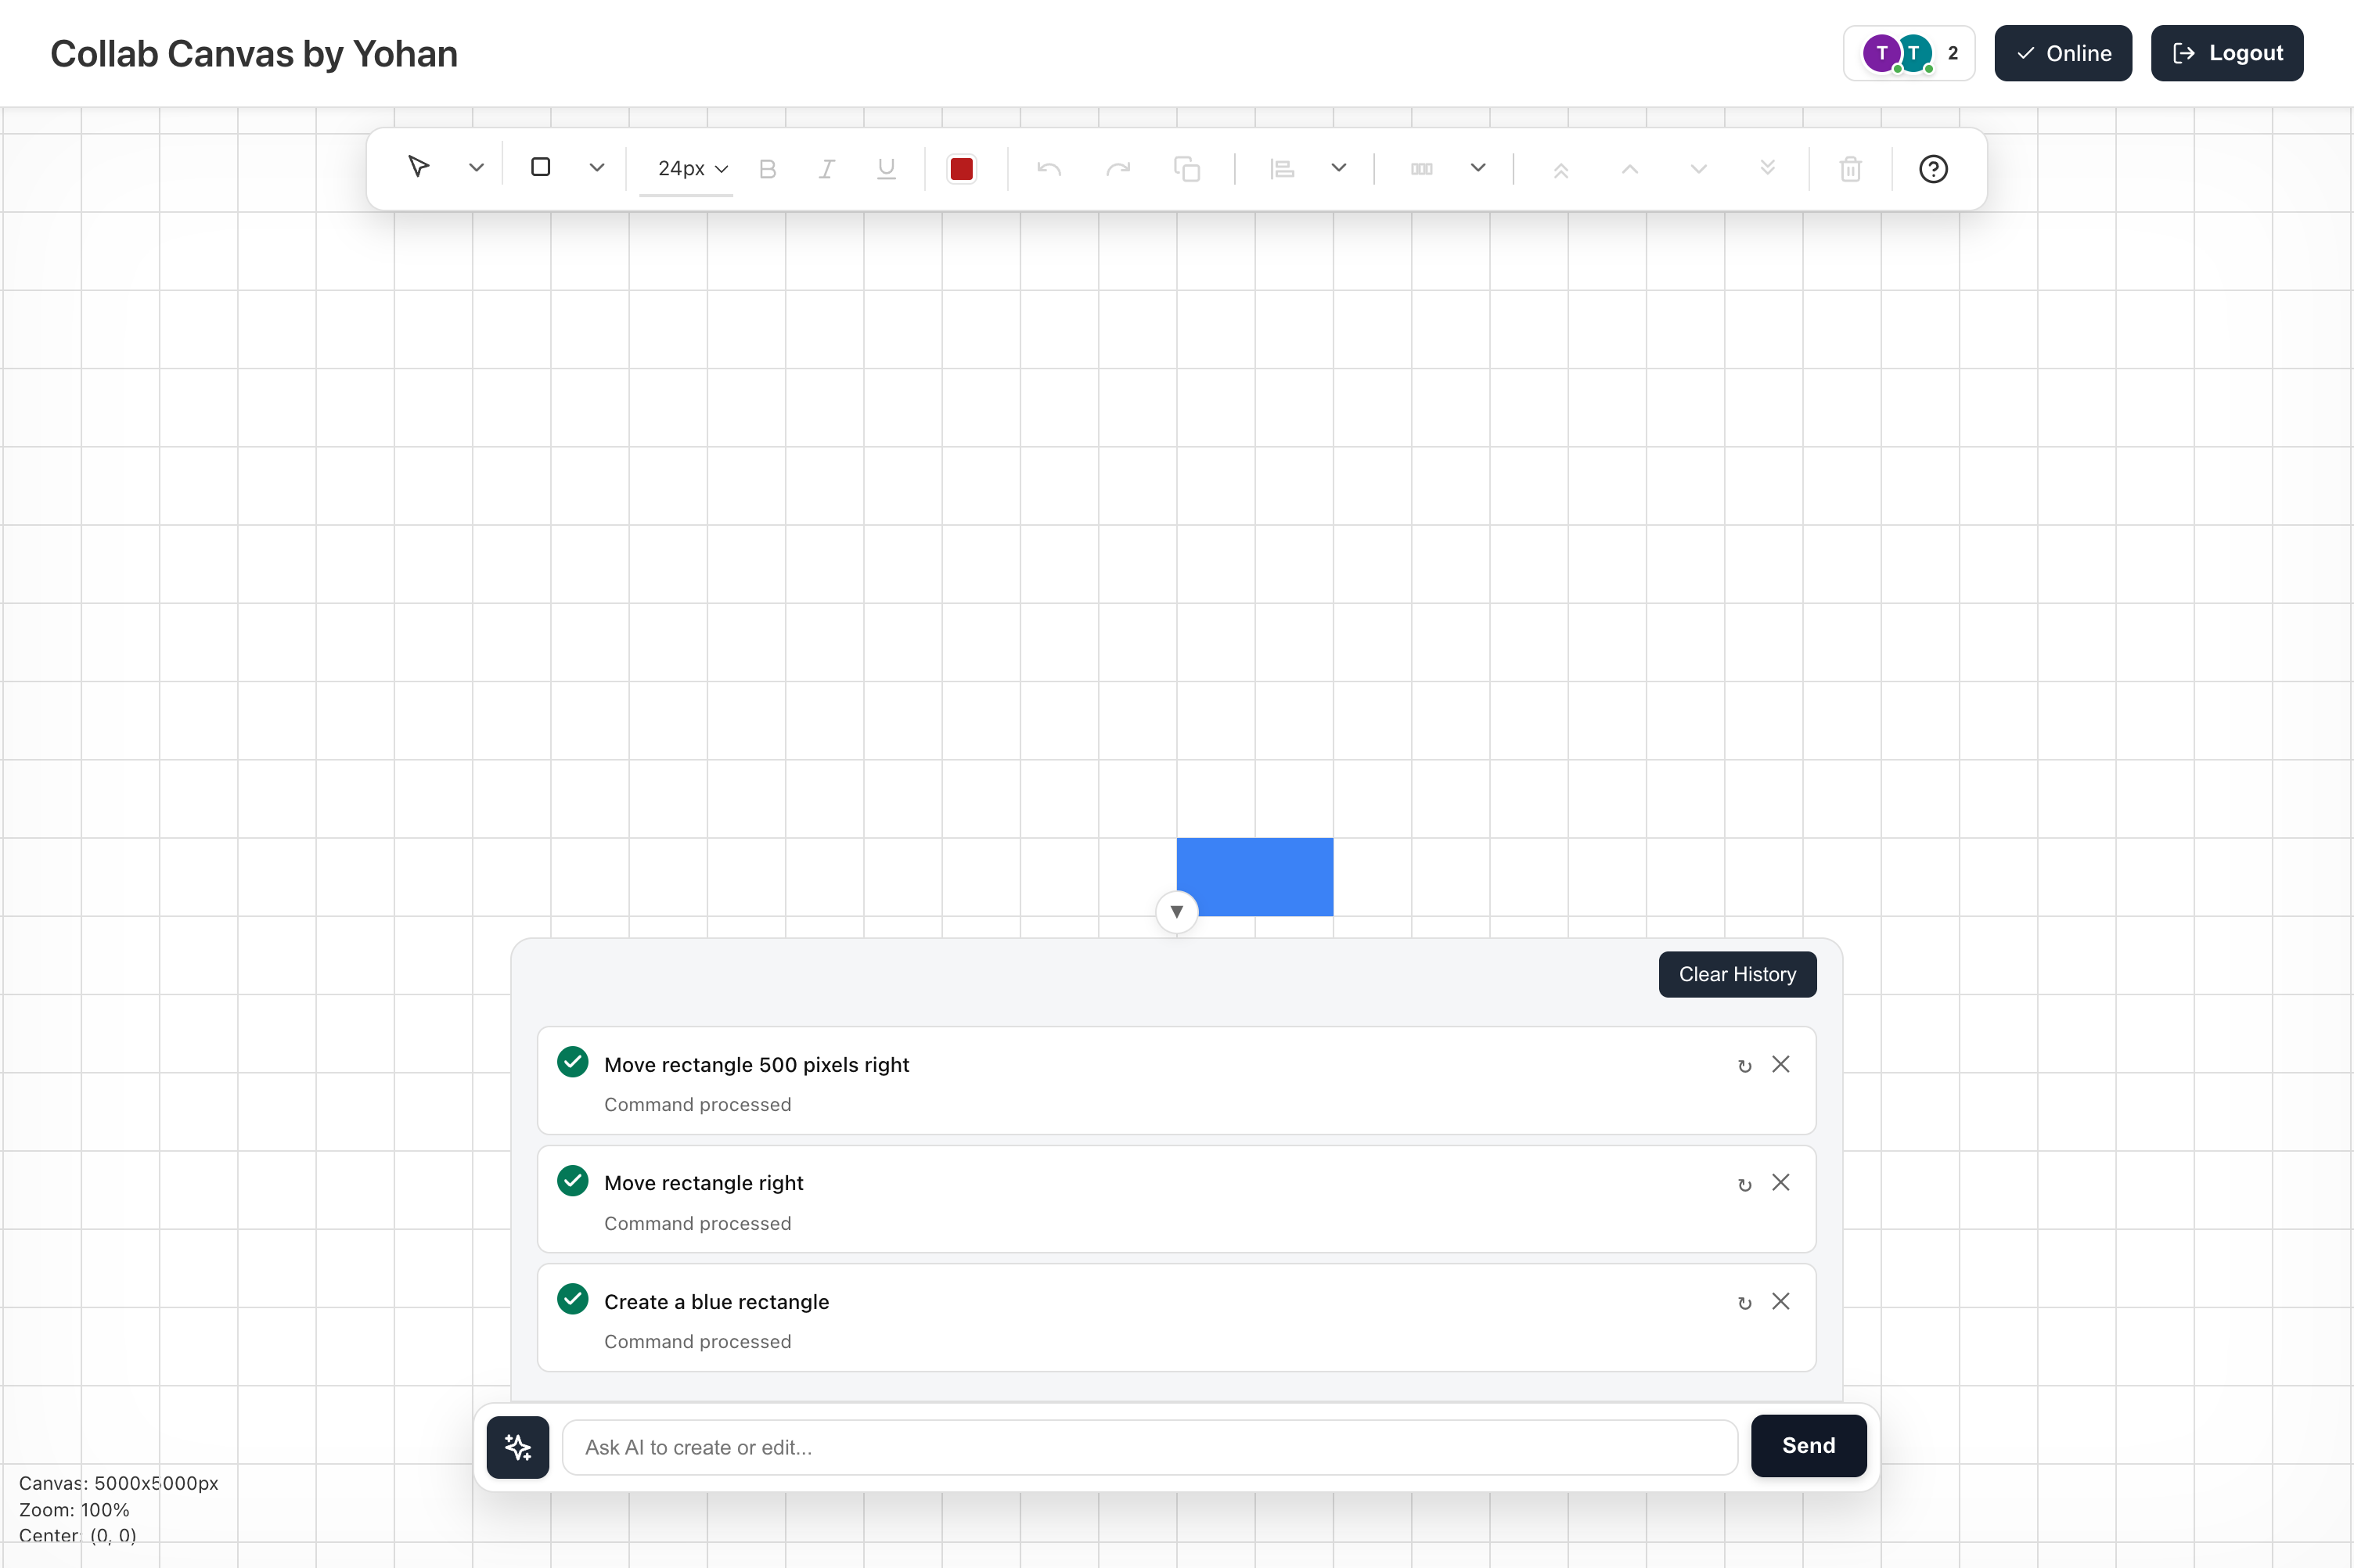 Collab Canvas by Yohan
T T 2 Online Logout
24px B I U
Clear History
Move rectangle 500 pixels right
Command processed
Move rectangle right
Command processed
Create a blue rectangle
Command processed
Ask AI to create or edit...
Send
Canvas: 5000x5000px
Zoom: 100%
Center: (0, 0)